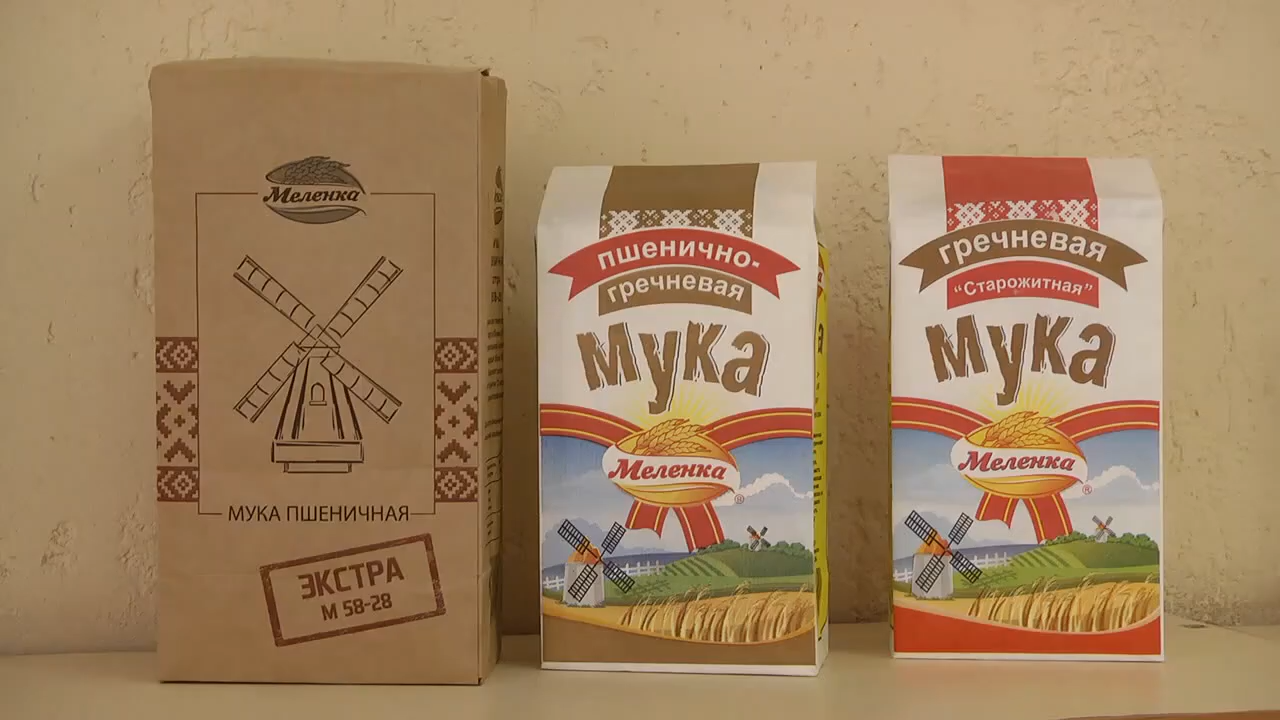 Меленка
МУКА ПШЕНИЧНАЯ
ЭКСТРА
М 58-28
пшенично-
гречневая
мука
Меленка
®
гречневая
"Старожитная"
мука
Меленка
®